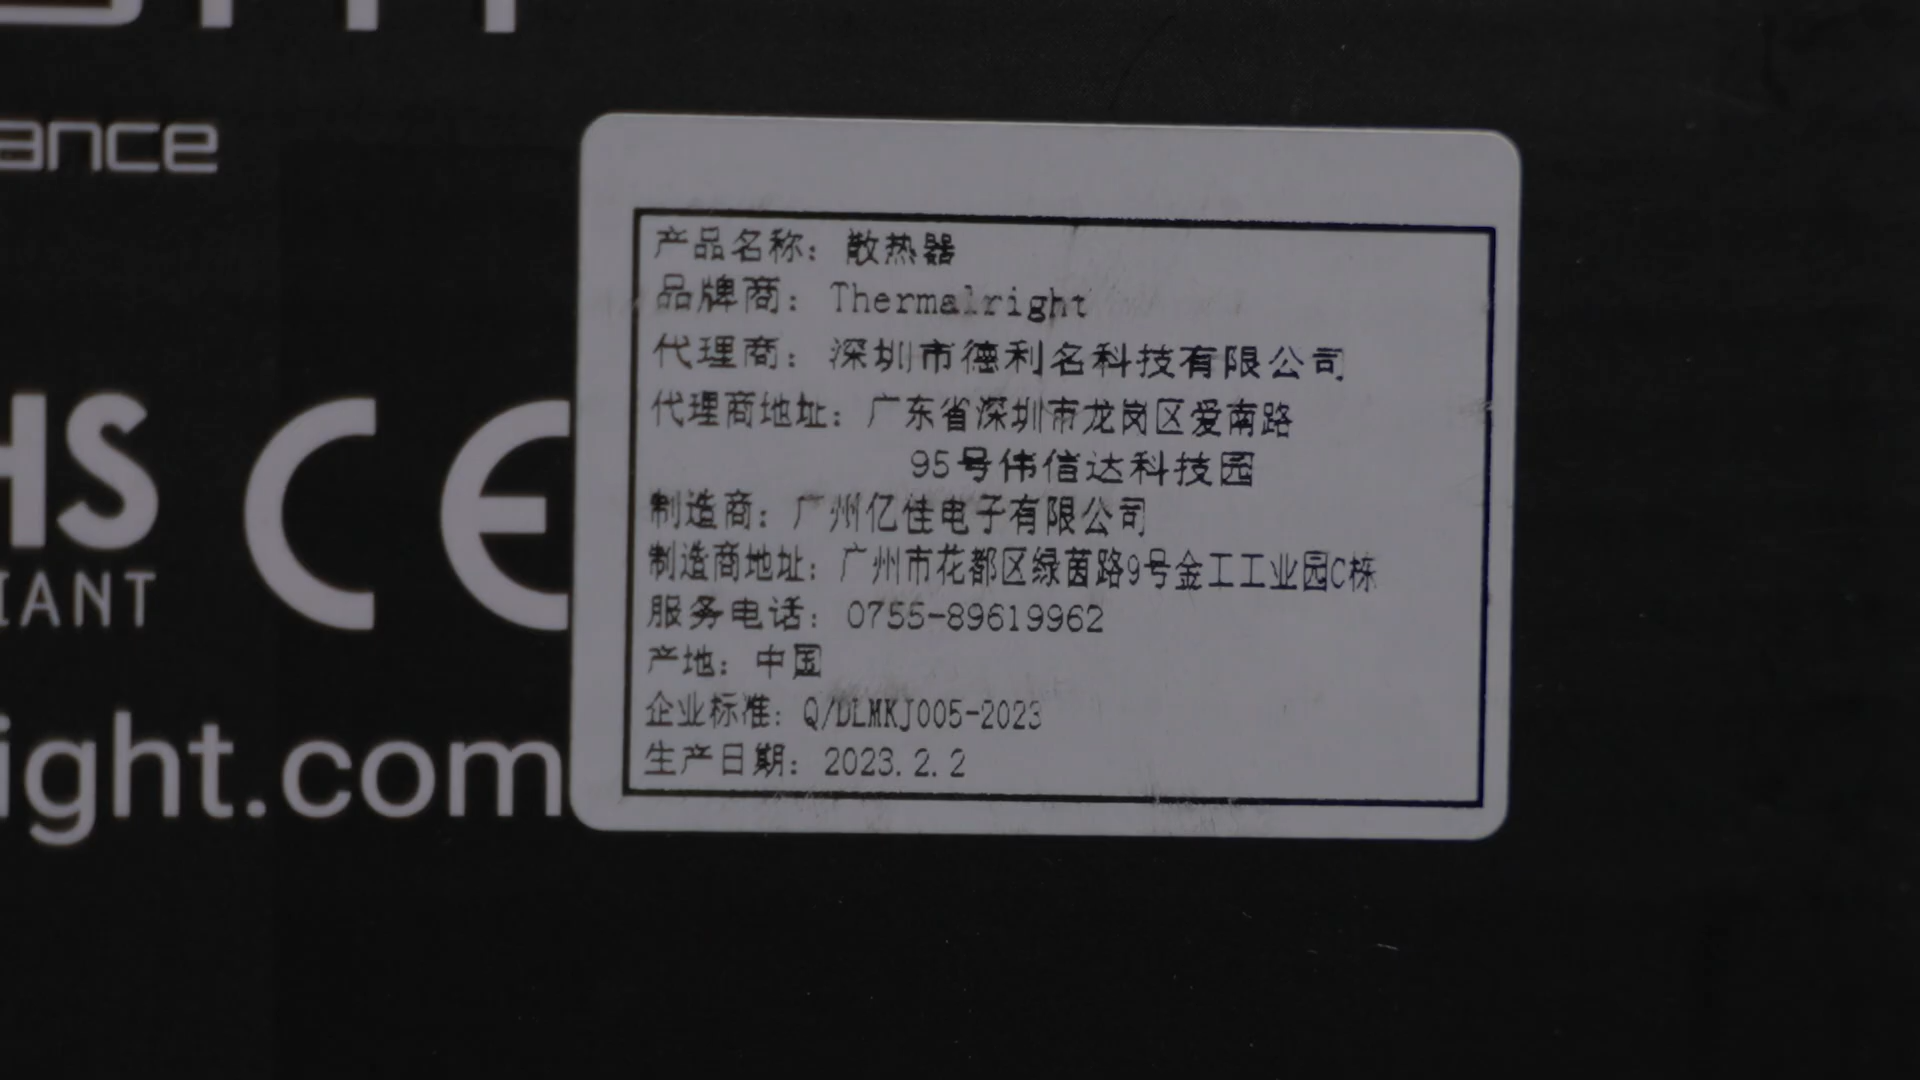 ance
HS
IANT
CE
ight.com
产品名称：散热器
品牌商：Thermalright
代理商：深圳市德利名科技有限公司
代理商地址：广东省深圳市龙岗区爱南路
95号伟信达科技园
制造商：广州亿佳电子有限公司
制造商地址：广州市花都区绿茵路9号金工工业园C栋
服务电话：0755-89619962
产地：中国
企业标准：Q/DLMKJ005-2023
生产日期：2023.2.2